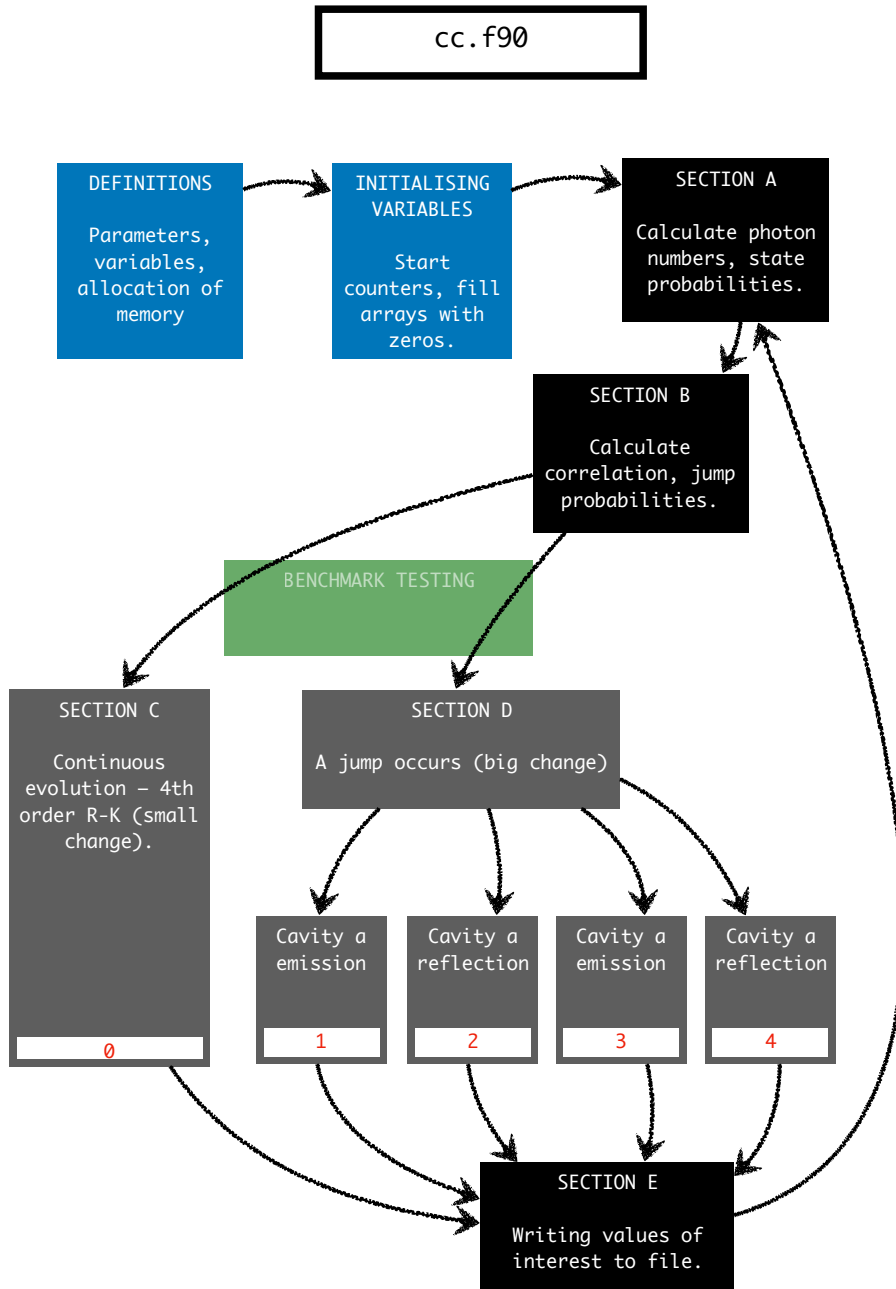 cc.f90
DEFINITIONS
Parameters,
variables,
allocation of
memory
INITIALISING
VARIABLES
Start
counters, fill
arrays with
zeros.
SECTION A
Calculate photon
numbers, state
probabilities.
SECTION B
Calculate
correlation, jump
probabilities.
BENCHMARK TESTING
SECTION C
Continuous
evolution – 4th
order R-K (small
change).
0
SECTION D
A jump occurs (big change)
Cavity a
emission
1
Cavity a
reflection
2
Cavity a
emission
3
Cavity a
reflection
4
SECTION E
Writing values of
interest to file.